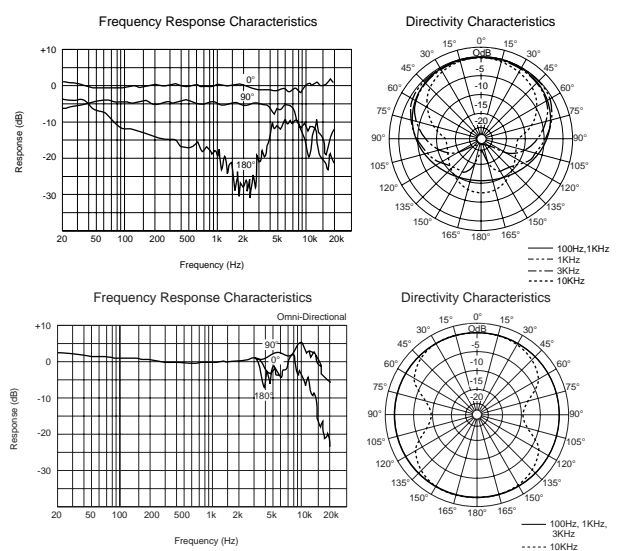 Frequency Response Characteristics
+10
0
-10
-20
-30
Response (dB)
0°
90°
180°
20 50 100 200 500 1k 2k 5k 10k 20k
Frequency (Hz)
Directivity Characteristics
0°
15° 15°
30° 30°
45° 45°
60° 60°
75° 75°
90° 90°
105° 105°
120° 120°
135° 135°
150° 150°
165° 165°
180°
OdB
-5
-10
-15
-20
100Hz,1KHz
1KHz
3KHz
10KHz
Frequency Response Characteristics
Omni-Directional
+10
0
-10
-20
-30
Response (dB)
90°
0°
180°
20 50 100 200 500 1k 2k 5k 10k 20k
Frequency (Hz)
Directivity Characteristics
0°
15° 15°
30° 30°
45° 45°
60° 60°
75° 75°
90° 90°
105° 105°
120° 120°
135° 135°
150° 150°
165° 165°
180°
OdB
-5
-10
-15
-20
100Hz, 1KHz,
3KHz
10KHz